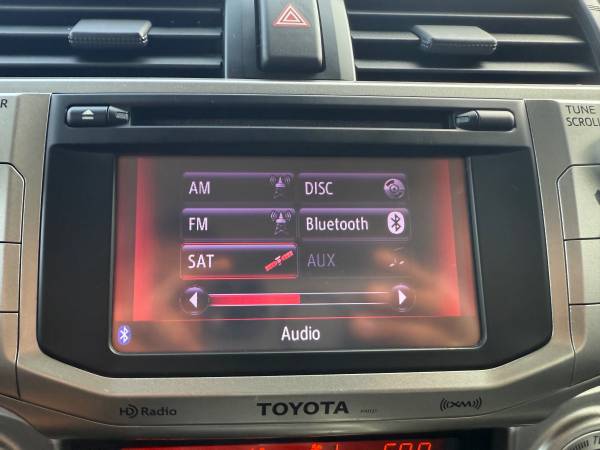 TUNE
SCROLL
AM DISC
FM Bluetooth
SAT AUX
Audio
HD Radio TOYOTA ((XM))